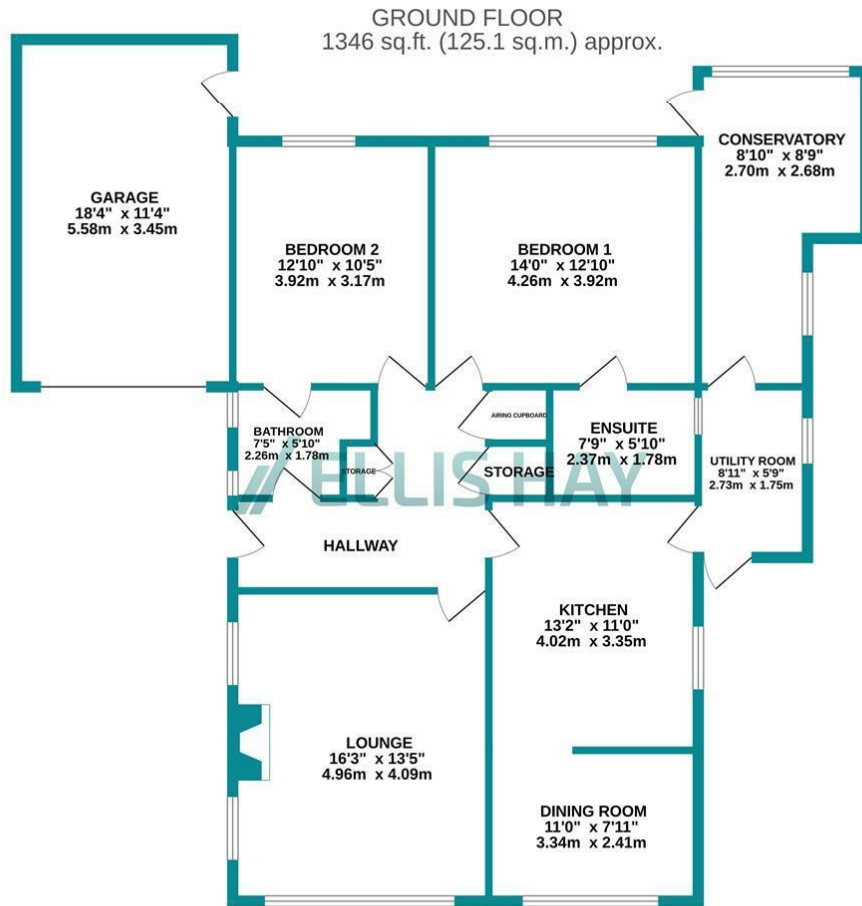 GROUND FLOOR
1346 sq.ft. (125.1 sq.m.) approx.
CONSERVATORY
8'10" x 8'9"
2.70m x 2.68m
GARAGE
18'4" x 11'4"
5.58m x 3.45m
BEDROOM 2
12'10" x 10'5"
3.92m x 3.17m
BEDROOM 1
14'0" x 12'10"
4.26m x 3.92m
AIRING CUPBOARD
BATHROOM
7'5" x 5'10"
2.26m x 1.78m
ENSUITE
7'9" x 5'10"
2.37m x 1.78m
STORAGE
STORAGE
UTILITY ROOM
8'11" x 5'9"
2.73m x 1.75m
ELLIS HAY
HALLWAY
KITCHEN
13'2" x 11'0"
4.02m x 3.35m
LOUNGE
16'3" x 13'5"
4.96m x 4.09m
DINING ROOM
11'0" x 7'11"
3.34m x 2.41m